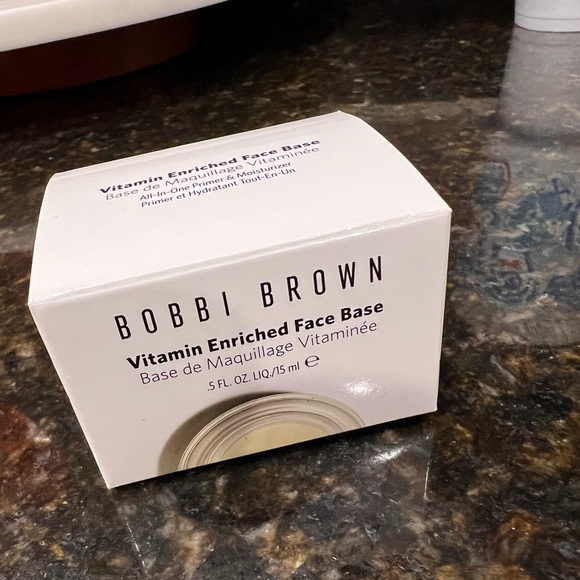 Vitamin Enriched Face Base
Base de Maquillage Vitaminée
All-In-One Primer & Moisturizer
Primer et Hydratant Tout-En-Un
BOBBI BROWN
Vitamin Enriched Face Base
Base de Maquillage Vitaminée
.5 FL. OZ. LIQ./15 ml ℮